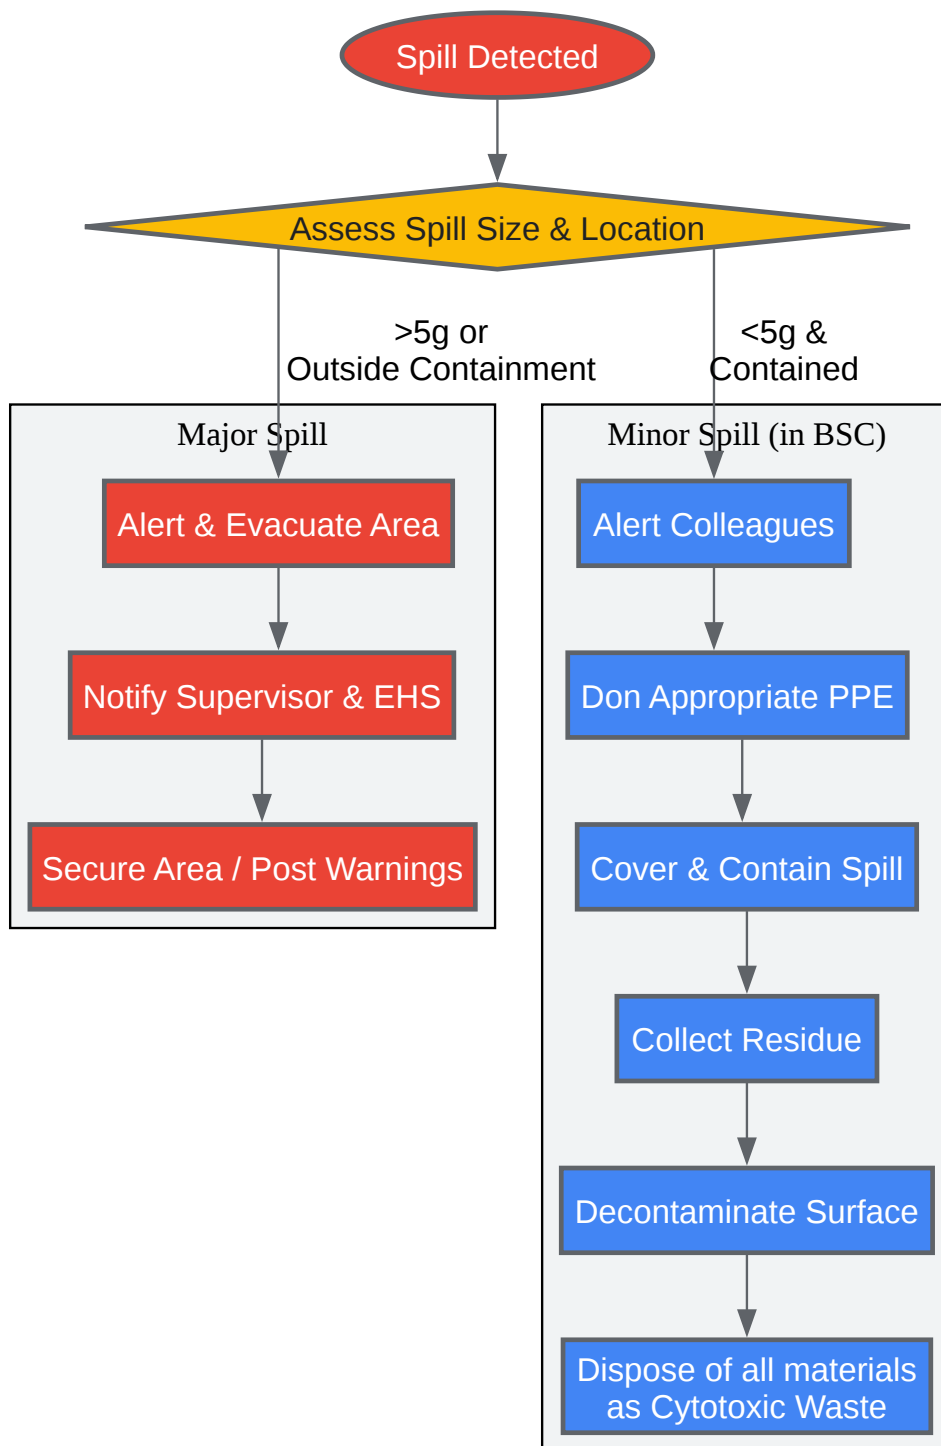 Spill Detected
Assess Spill Size & Location
>5g or
Outside Containment
<5g &
Contained
Major Spill
Alert & Evacuate Area
Notify Supervisor & EHS
Secure Area / Post Warnings
Minor Spill (in BSC)
Alert Colleagues
Don Appropriate PPE
Cover & Contain Spill
Collect Residue
Decontaminate Surface
Dispose of all materials
as Cytotoxic Waste